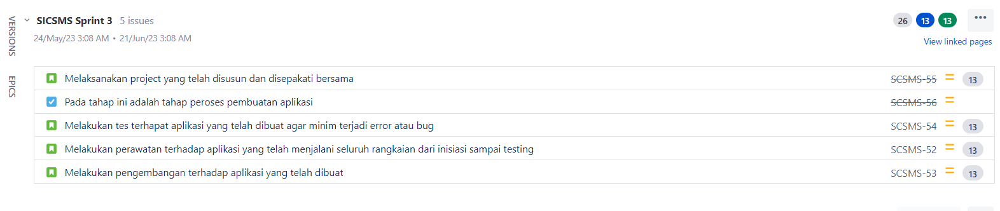 VERSIONS
EPICS
SICSMS Sprint 3 5 issues 26 13 13 •••
24/May/23 3:08 AM • 21/Jun/23 3:08 AM View linked pages
Melaksanakan project yang telah disusun dan disepakati bersama SCSMS-55 13
Pada tahap ini adalah tahap peroses pembuatan aplikasi SCSMS-56
Melakukan tes terhapat aplikasi yang telah dibuat agar minim terjadi error atau bug SCSMS-54 13
Melakukan perawatan terhadap aplikasi yang telah menjalani seluruh rangkaian dari inisiasi sampai testing SCSMS-52 13
Melakukan pengembangan terhadap aplikasi yang telah dibuat SCSMS-53 13